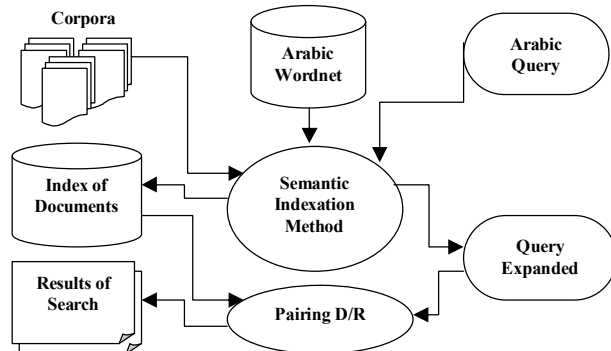 Corpora
Arabic
Wordnet
Arabic
Query
Index of
Documents
Semantic
Indexation
Method
Query
Expanded
Results of
Search
Pairing D/R